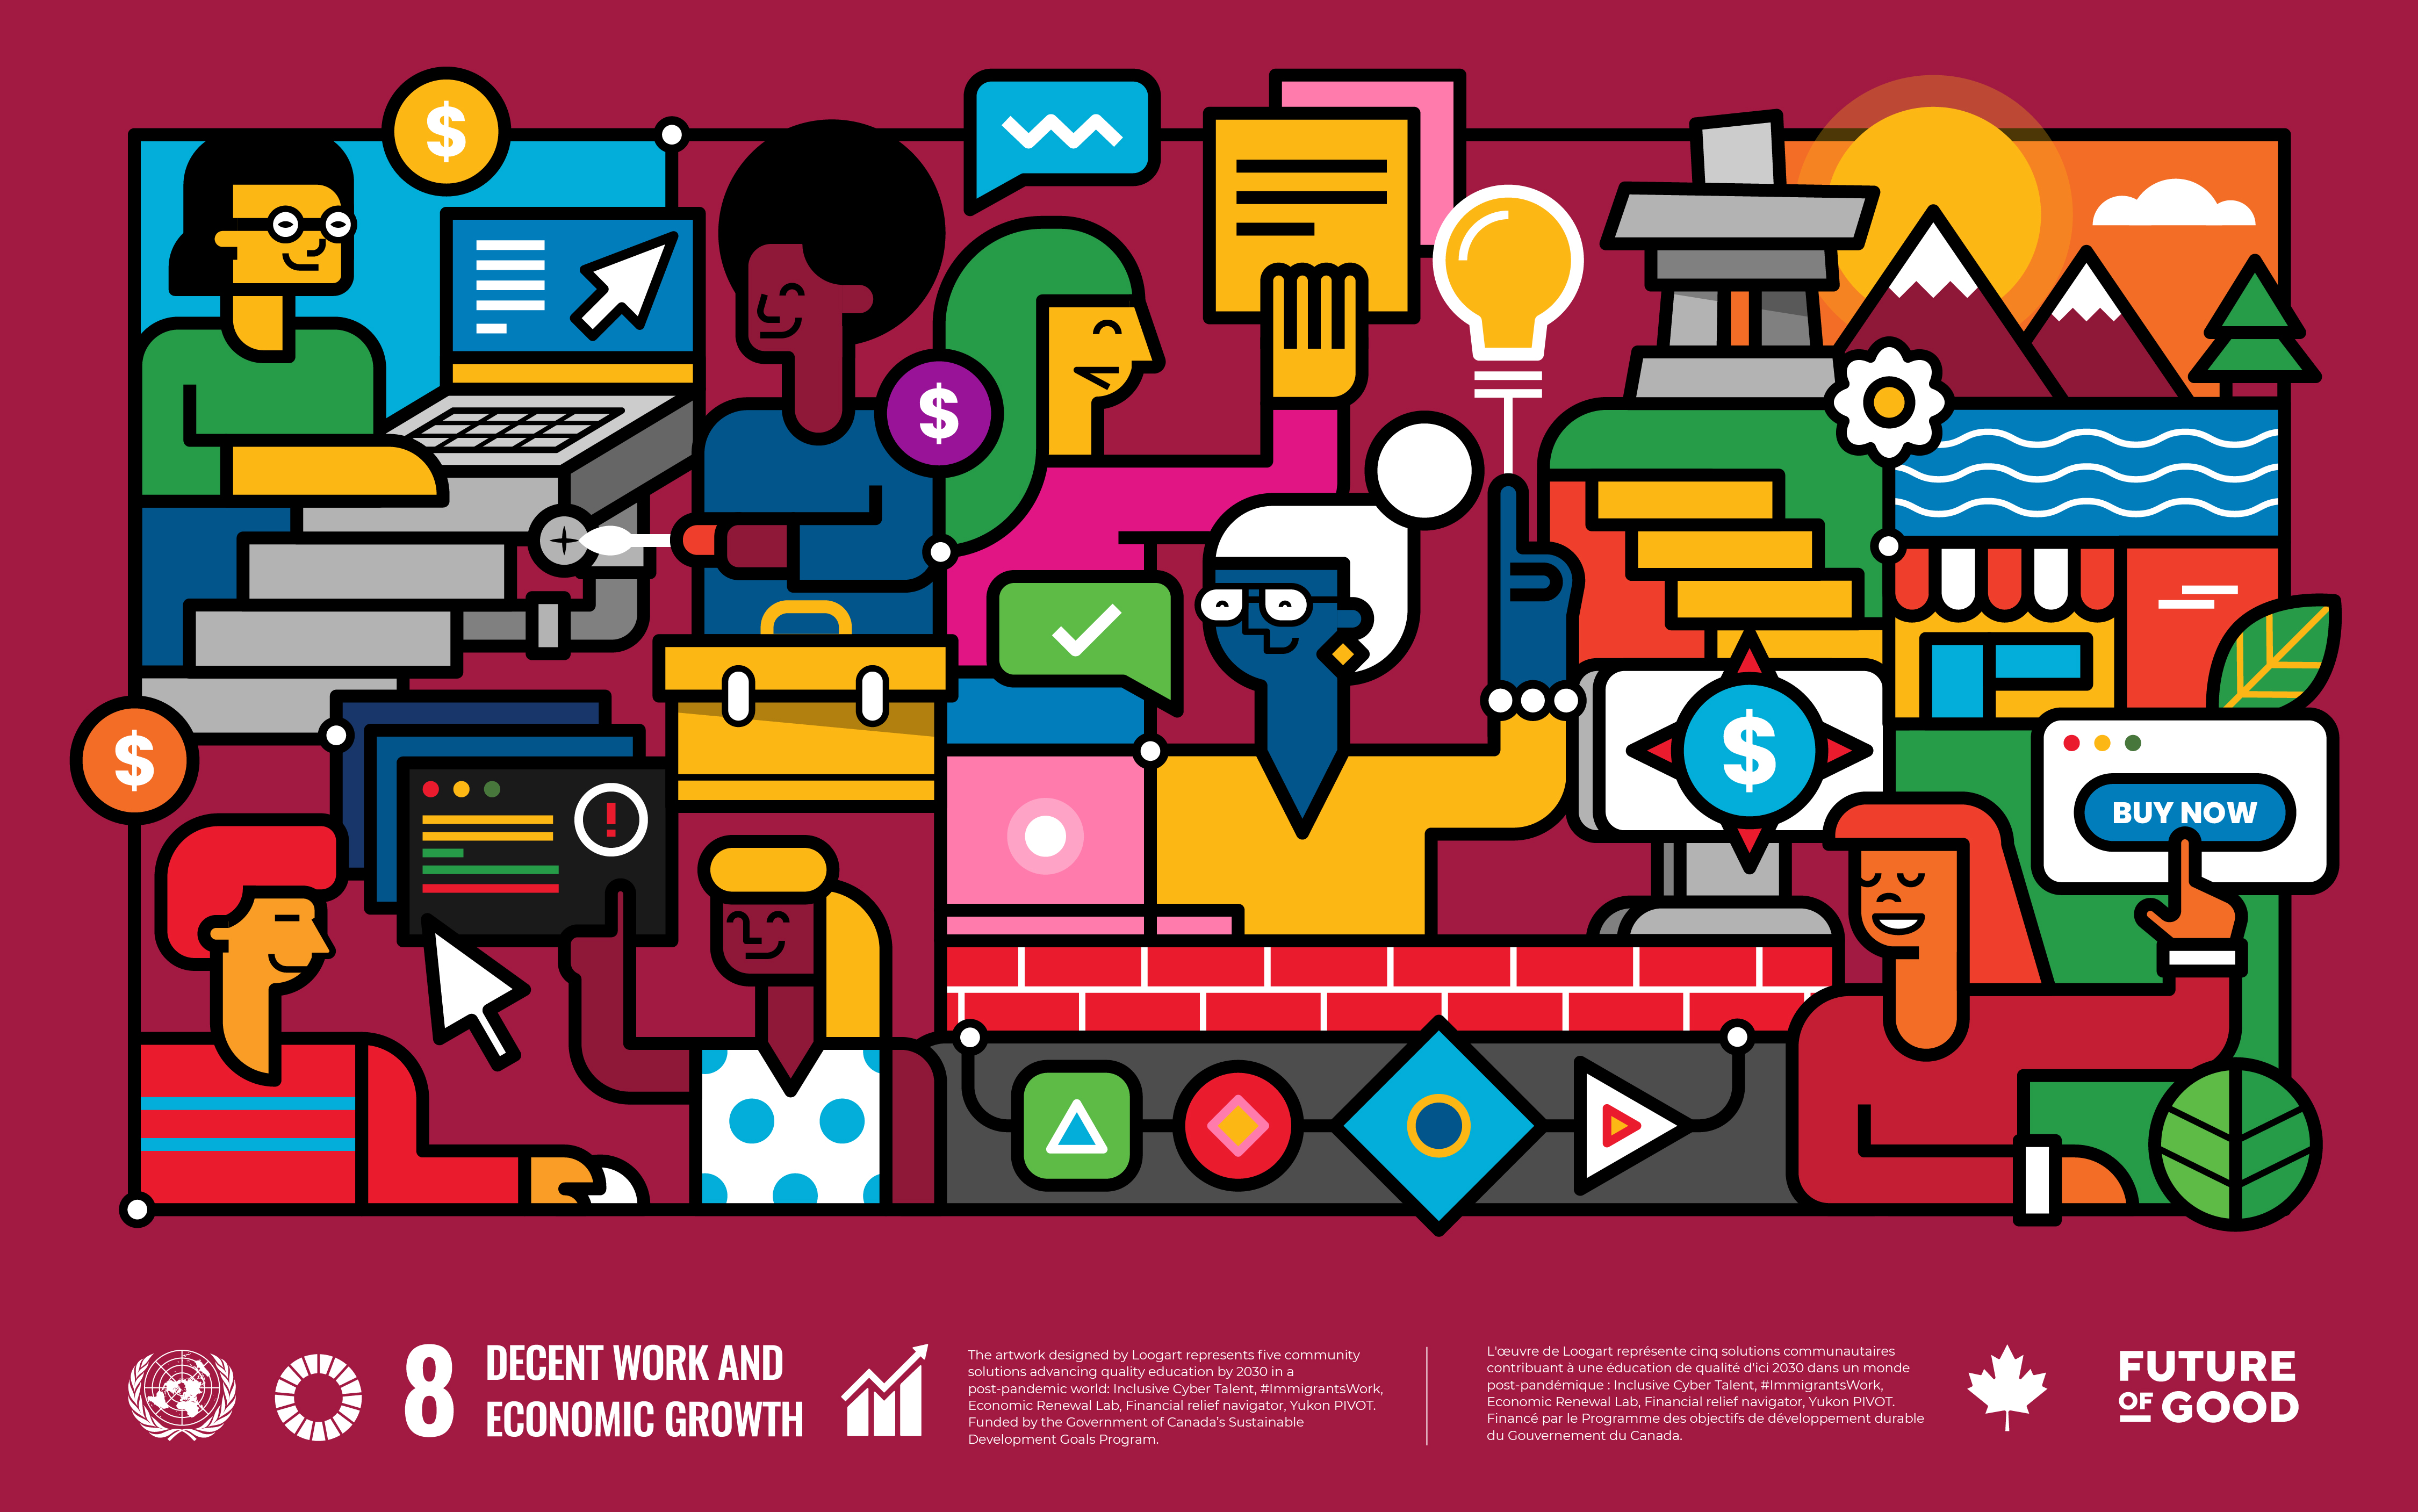 $
$
$
BUY NOW
$
!
8
DECENT WORK AND
ECONOMIC GROWTH
The artwork designed by Loogart represents five community
solutions advancing quality education by 2030 in a
post-pandemic world: Inclusive Cyber Talent, #ImmigrantsWork,
Economic Renewal Lab, Financial relief navigator, Yukon PIVOT.
Funded by the Government of Canada’s Sustainable
Development Goals Program.
L'œuvre de Loogart représente cinq solutions communautaires
contribuant à une éducation de qualité d'ici 2030 dans un monde
post-pandémique : Inclusive Cyber Talent, #ImmigrantsWork,
Economic Renewal Lab, Financial relief navigator, Yukon PIVOT.
Financé par le Programme des objectifs de développement durable
du Gouvernement du Canada.
FUTURE
OF GOOD